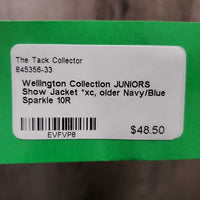 The Tack Collector
845356-33
Wellington Collection JUNIORS
Show Jacket *xc, older Navy/Blue
Sparkle 10R
EVFVP8
$48.50